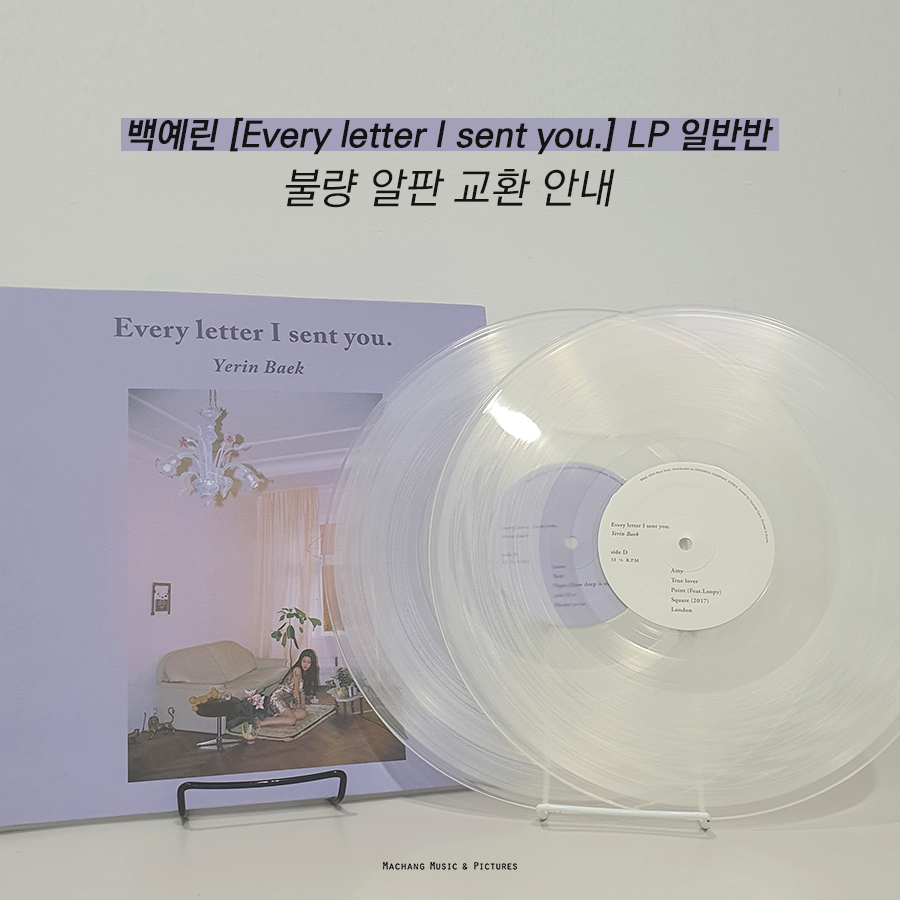 백예린 [Every letter I sent you.] LP 일반반
불량 알판 교환 안내
Every letter I sent you.
Yerin Baek
Every letter I sent you.
Yerin Baek
side D
33 ⅓ R.P.M
Amy
True lover
Point (Feat.Loopy)
Square (2017)
London
MACHANG MUSIC & PICTURES